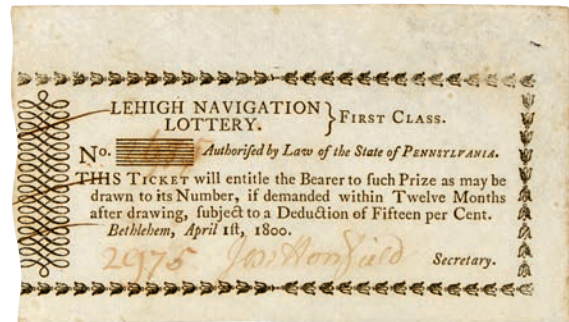 LEHIGH NAVIGATION
LOTTERY. } FIRST CLASS.
No. Authoriſed by Law of the State of PENNSYLVANIA.
THIS TICKET will entitle the Bearer to ſuch Prize as may be
drawn to its Number, if demanded within Twelve Months
after drawing, ſubject to a Deduction of Fifteen per Cent.
Bethlehem, April 1ſt, 1800.
2975 Jos Horsfield Secretary.